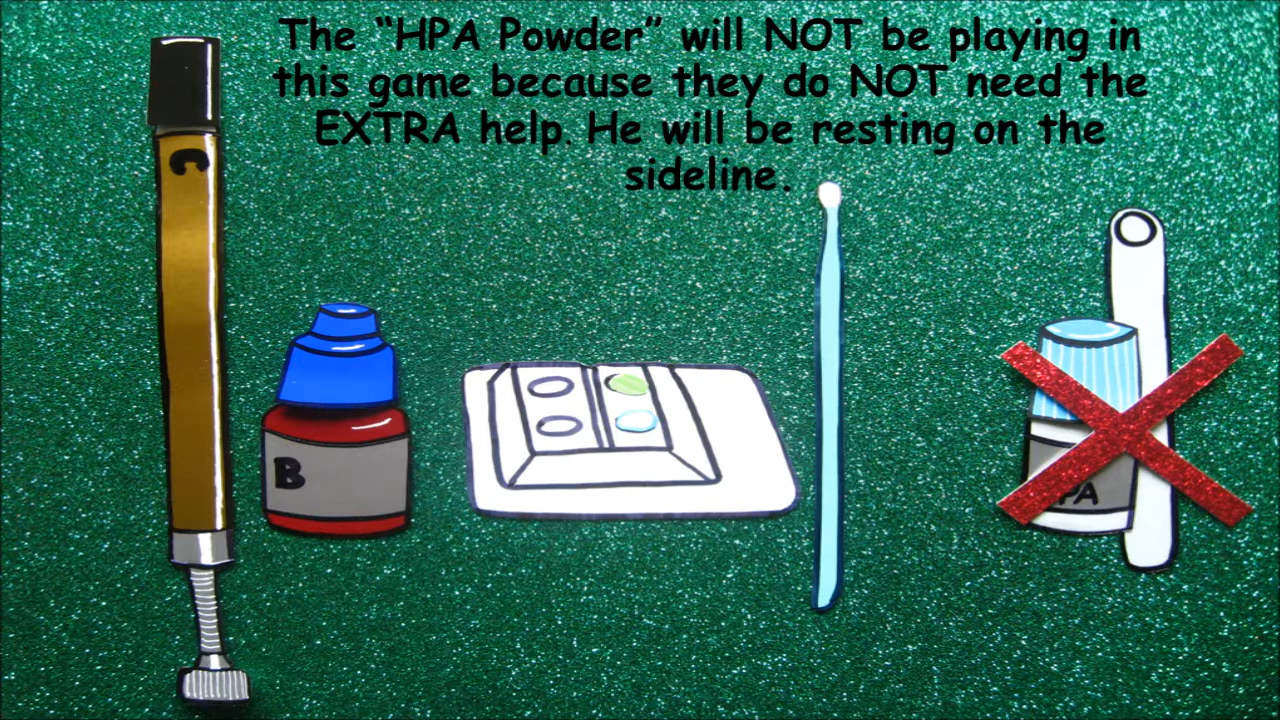 The “HPA Powder” will NOT be playing in
this game because they do NOT need the
EXTRA help. He will be resting on the
sideline.
C
B
PA